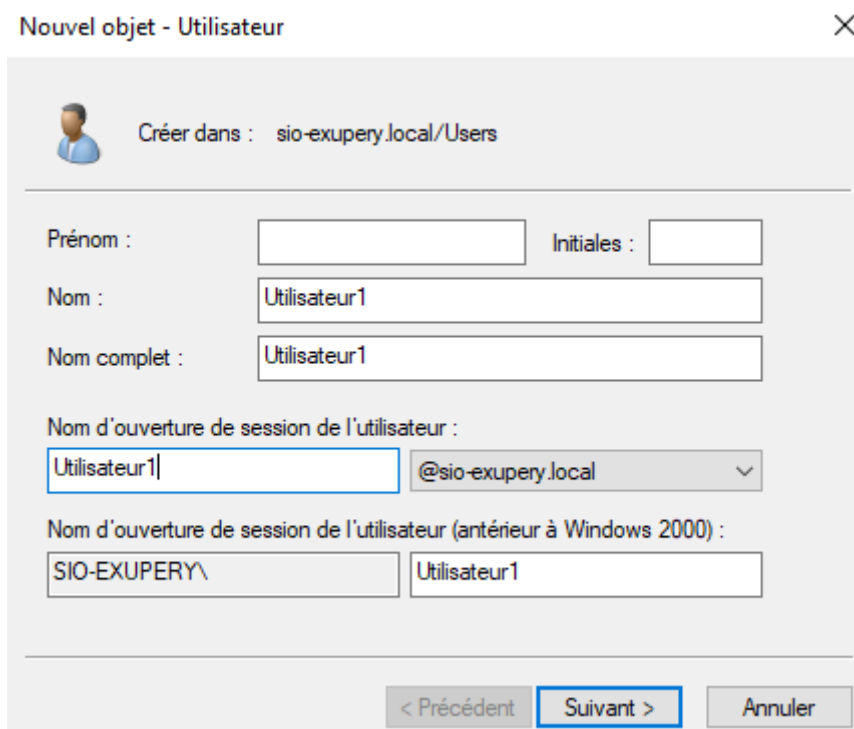 Nouvel objet - Utilisateur
Créer dans : sio-exupery.local/Users
Prénom :
Initiales :
Nom : Utilisateur1
Nom complet : Utilisateur1
Nom d'ouverture de session de l'utilisateur :
Utilisateur1 @sio-exupery.local
Nom d'ouverture de session de l'utilisateur (antérieur à Windows 2000) :
SIO-EXUPERY\ Utilisateur1
< Précédent Suivant > Annuler